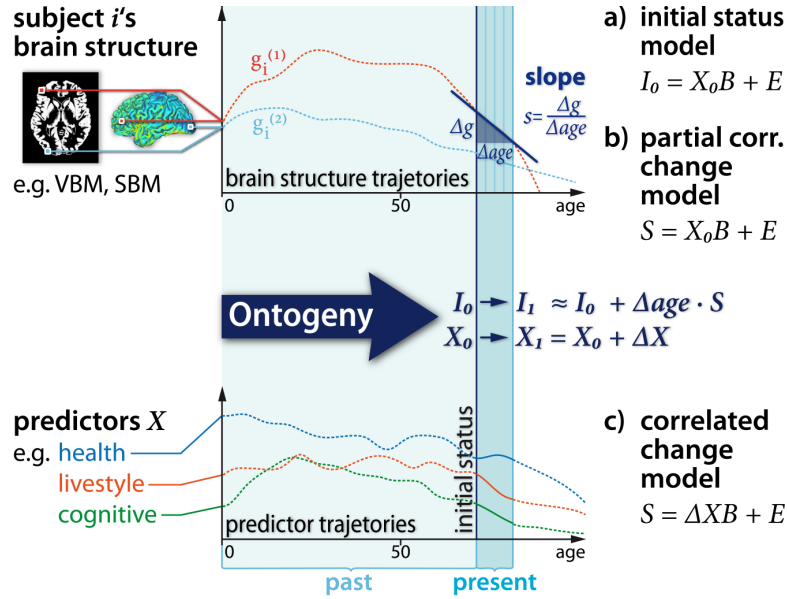 subject i's
brain structure
e.g. VBM, SBM
g_i^(1)
g_i^(2)
slope
s= Δg/Δage
Δg
Δage
brain structure trajetories
0
50
age
a) initial status
model
I₀ = X₀B + E
b) partial corr.
change
model
S = X₀B + E
Ontogeny
I₀ → I₁ ≈ I₀ + Δage · S
X₀ → X₁ = X₀ + ΔX
predictors X
e.g. health
livestyle
cognitive
initial status
predictor trajetories
0
50
age
past
present
c) correlated
change
model
S = ΔXB + E